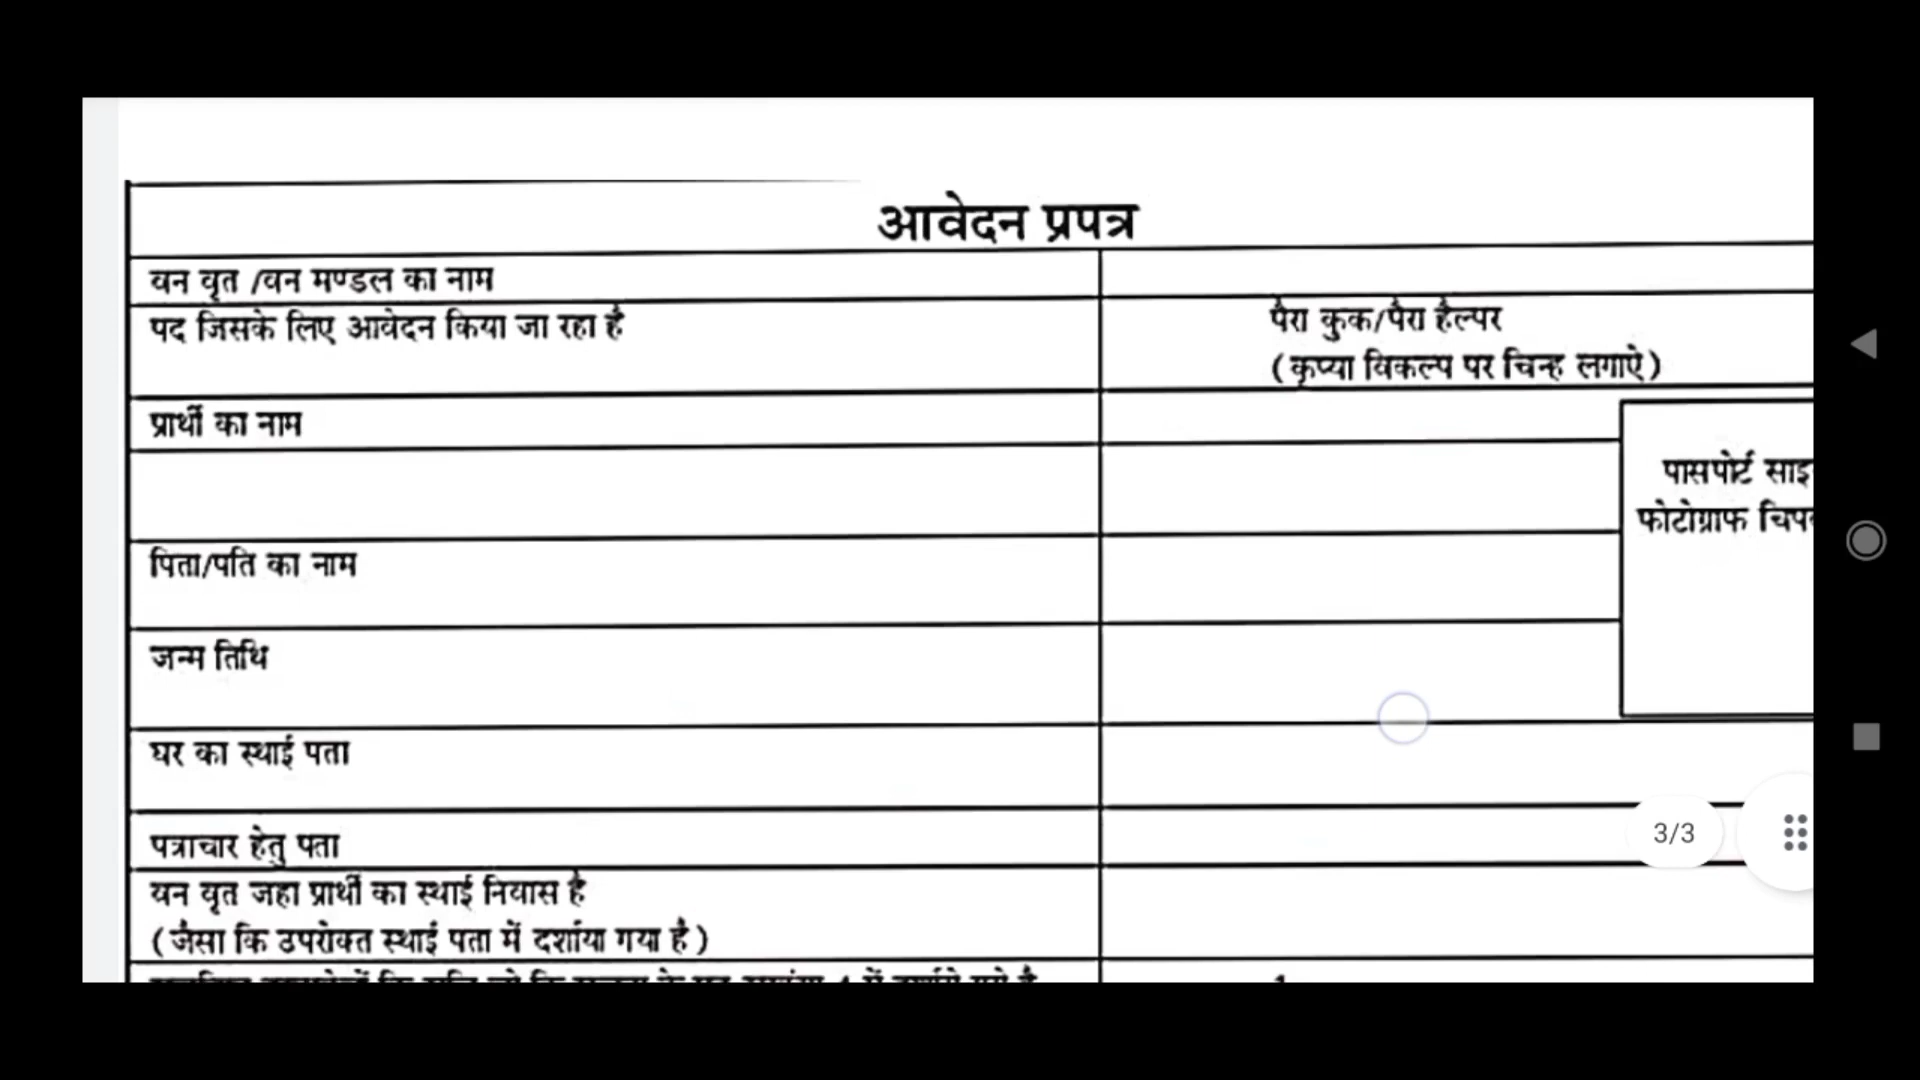 आवेदन प्रपत्र
वन वृत /वन मण्डल का नाम
पद जिसके लिए आवेदन किया जा रहा है
पैरा कुक/पैरा हैल्पर
(कृप्या विकल्प पर चिन्ह लगाऐ)
प्रार्थी का नाम
पासपोर्ट साइ
फोटोग्राफ चिप
पिता/पति का नाम
जन्म तिथि
घर का स्थाई पता
पत्राचार हेतु पता
3/3
वन वृत जहा प्रार्थी का स्थाई निवास है
(जैसा कि उपरोक्त स्थाई पता में दर्शाया गया है)